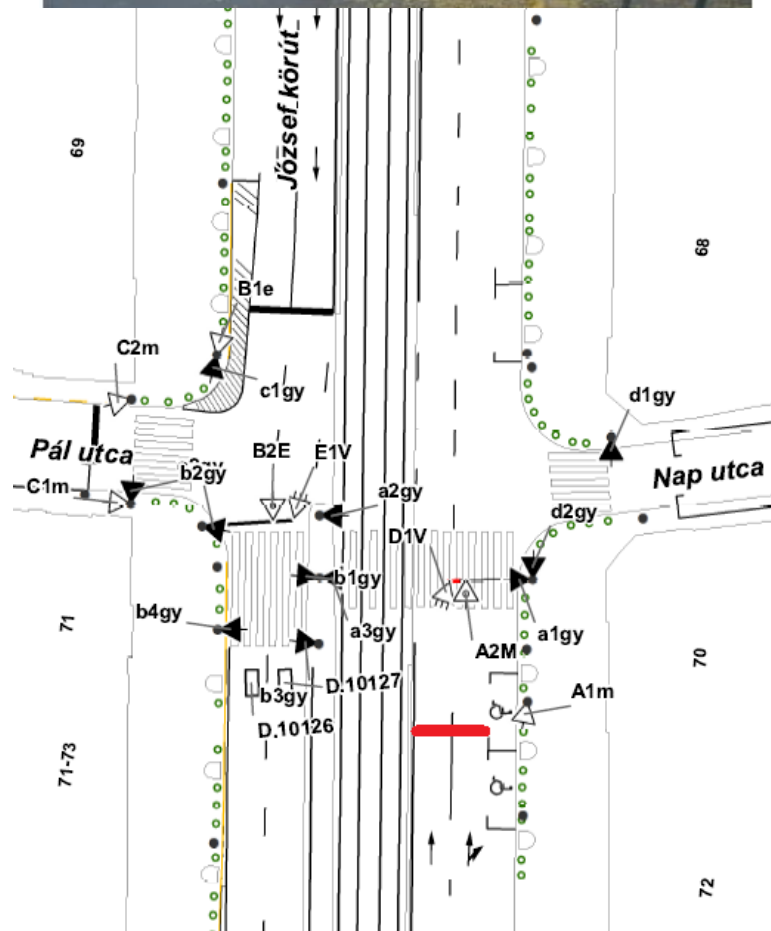 József körút
69
68
B1e
C2m
c1gy
d1gy
Pál utca
b2gy
B2E
E1V
a2gy
Nap utca
C1m
D1V
d2gy
b1gy
b4gy
a3gy
a1gy
71
A2M
70
D.10127
b3gy
A1m
D.10126
71-73
72